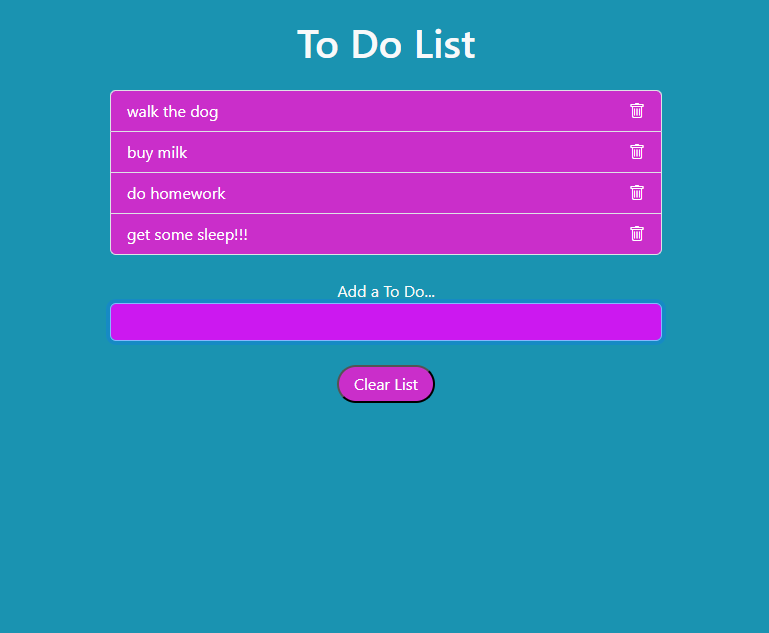 To Do List
walk the dog
buy milk
do homework
get some sleep!!!
Add a To Do...
Clear List